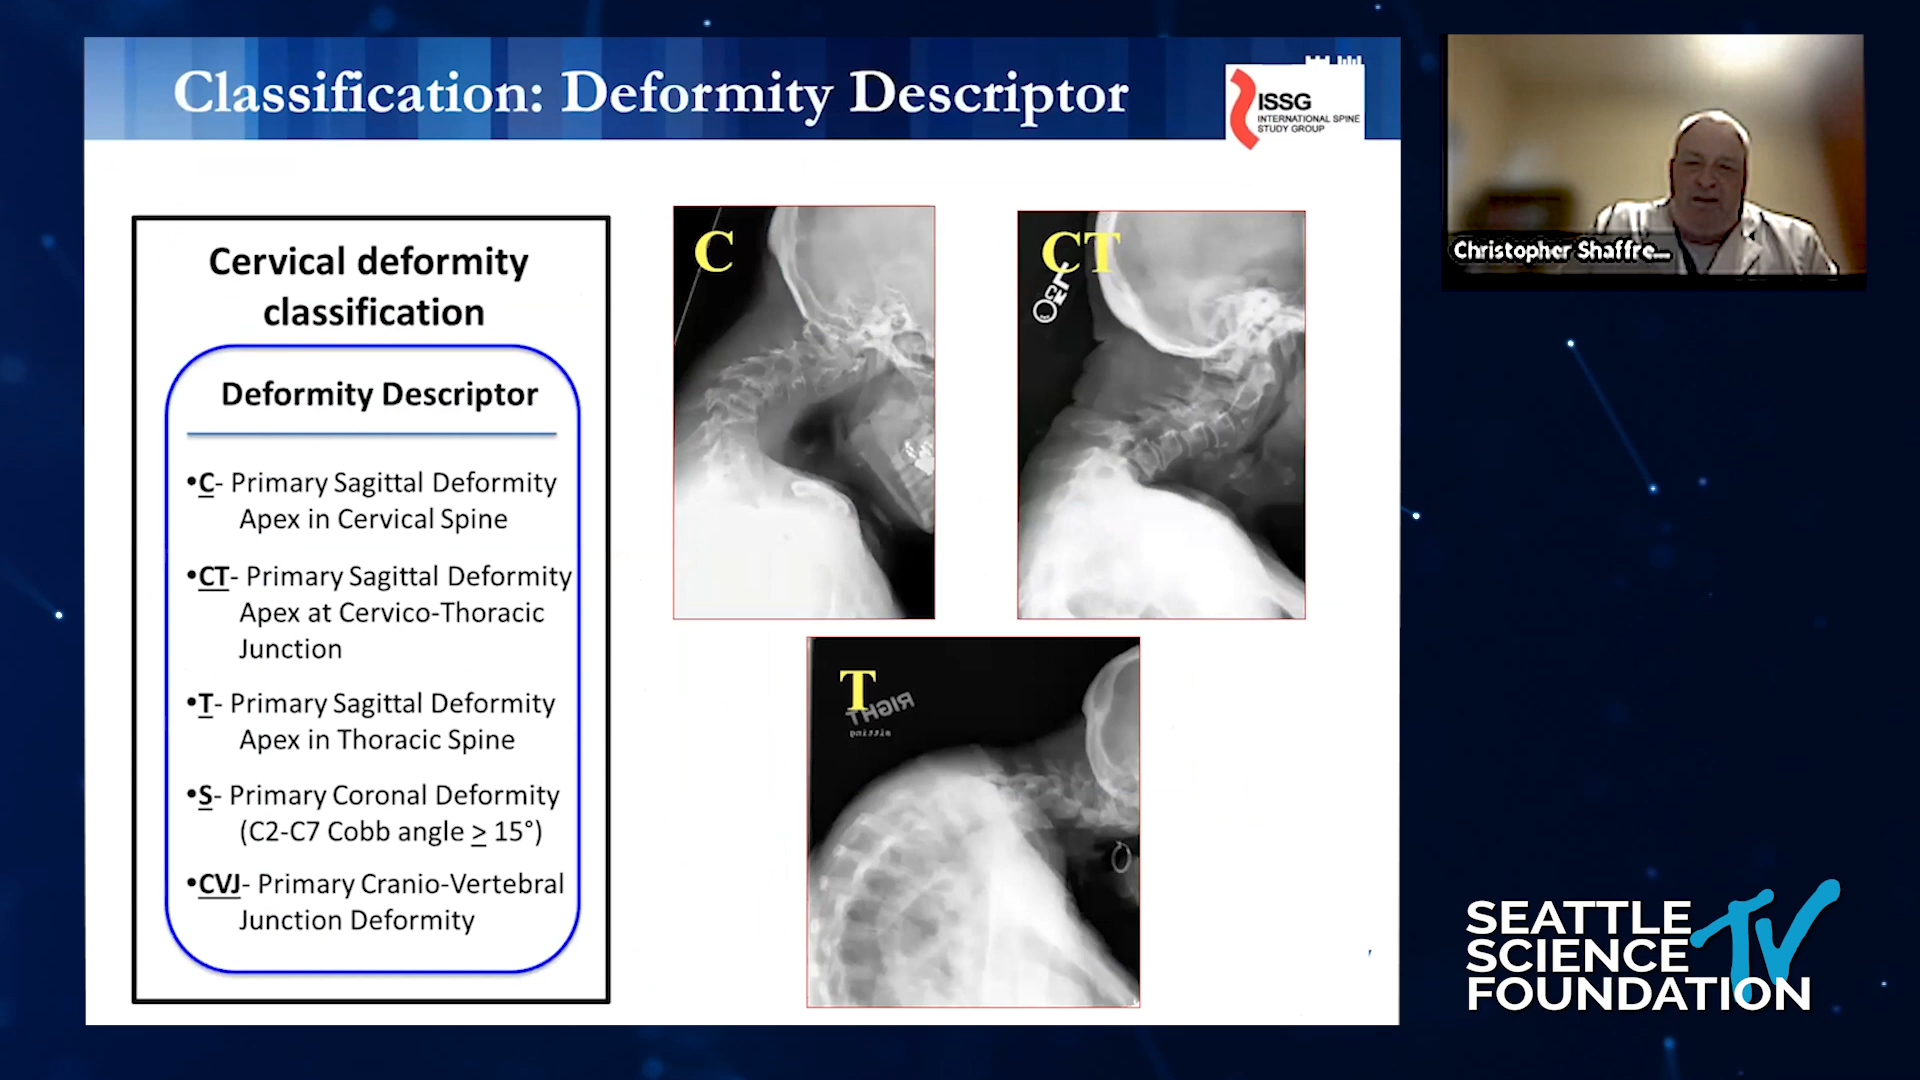 Classification: Deformity Descriptor
ISSG
INTERNATIONAL SPINE
STUDY GROUP
Cervical deformity
classification
Deformity Descriptor
•C- Primary Sagittal Deformity
Apex in Cervical Spine
•CT- Primary Sagittal Deformity
Apex at Cervico-Thoracic
Junction
•T- Primary Sagittal Deformity
Apex in Thoracic Spine
•S- Primary Coronal Deformity
(C2-C7 Cobb angle ≥ 15°)
•CVJ- Primary Cranio-Vertebral
Junction Deformity
C
CT
T
RIGHT
Christopher Shaffre...
SEATTLE
SCIENCE
FOUNDATION
TV